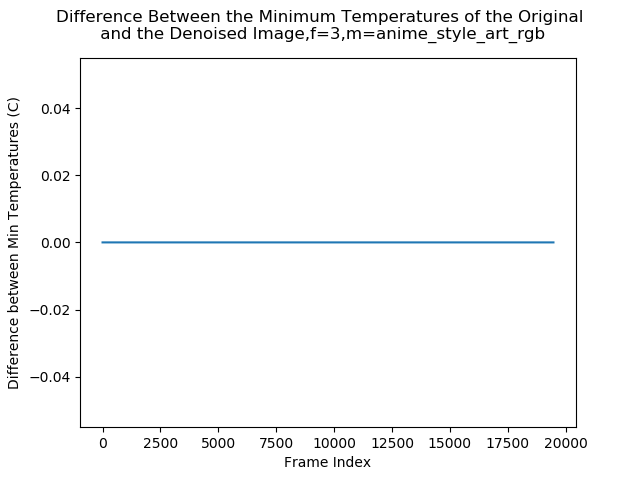 Difference Between the Minimum Temperatures of the Original
and the Denoised Image,f=3,m=anime_style_art_rgb
Difference between Min Temperatures (C)
0.04
0.02
0.00
−0.02
−0.04
0 2500 5000 7500 10000 12500 15000 17500 20000
Frame Index